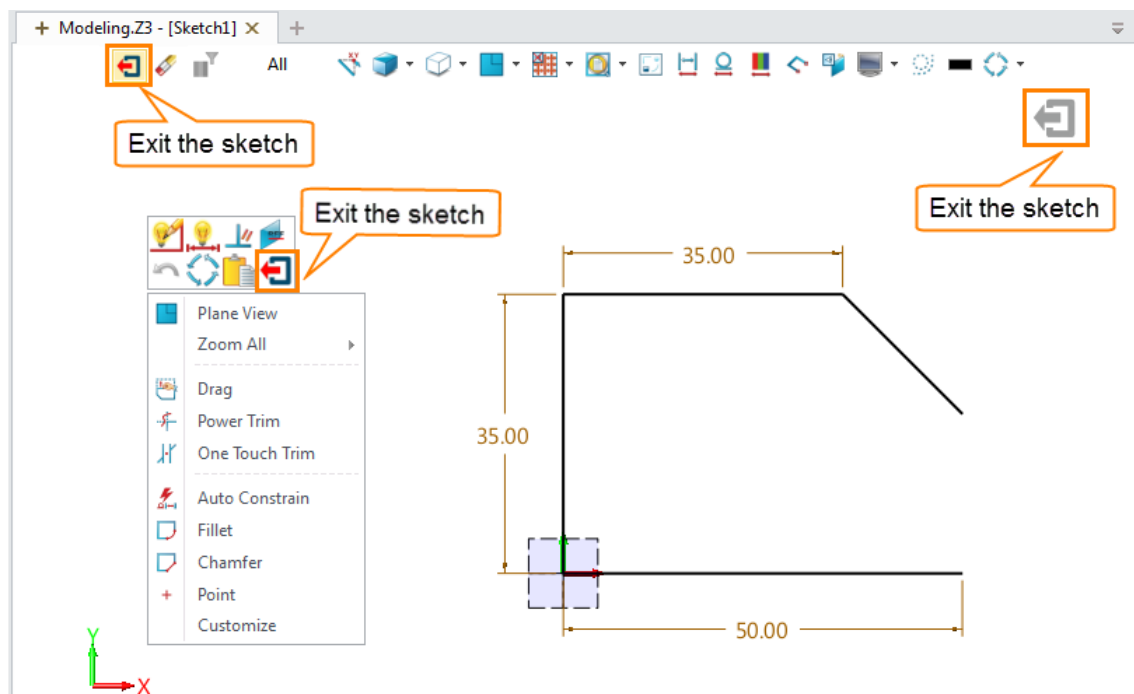 Modeling.Z3 - [Sketch1]
All
Exit the sketch
Exit the sketch
Exit the sketch
35.00
Plane View
Zoom All
Drag
Power Trim
35.00
One Touch Trim
Auto Constrain
Fillet
Chamfer
Point
Customize
50.00
Y
X